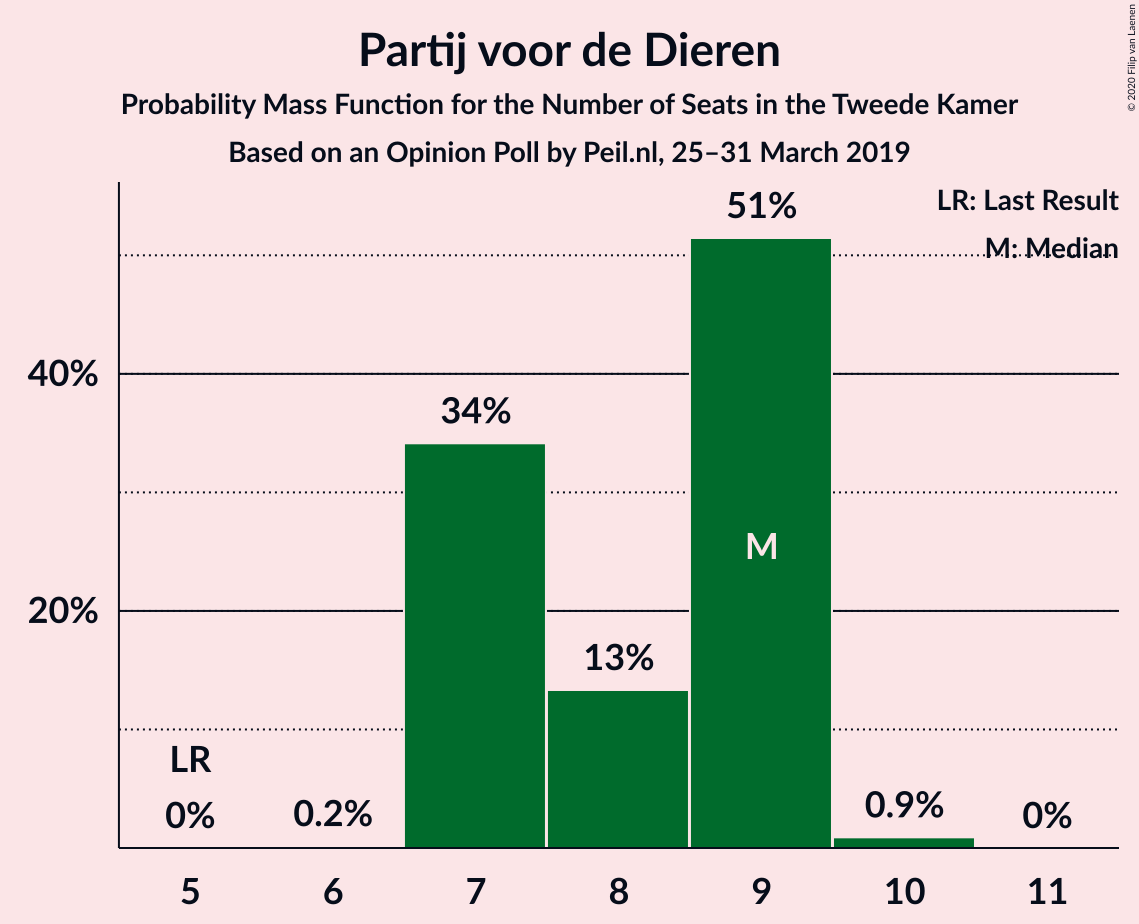 Partij voor de Dieren
Probability Mass Function for the Number of Seats in the Tweede Kamer
Based on an Opinion Poll by Peil.nl, 25–31 March 2019
© 2020 Filip van Laenen
LR: Last Result
M: Median
51%
40%
34%
M
20%
13%
LR
0%
0.2%
0.9%
0%
5 6 7 8 9 10 11